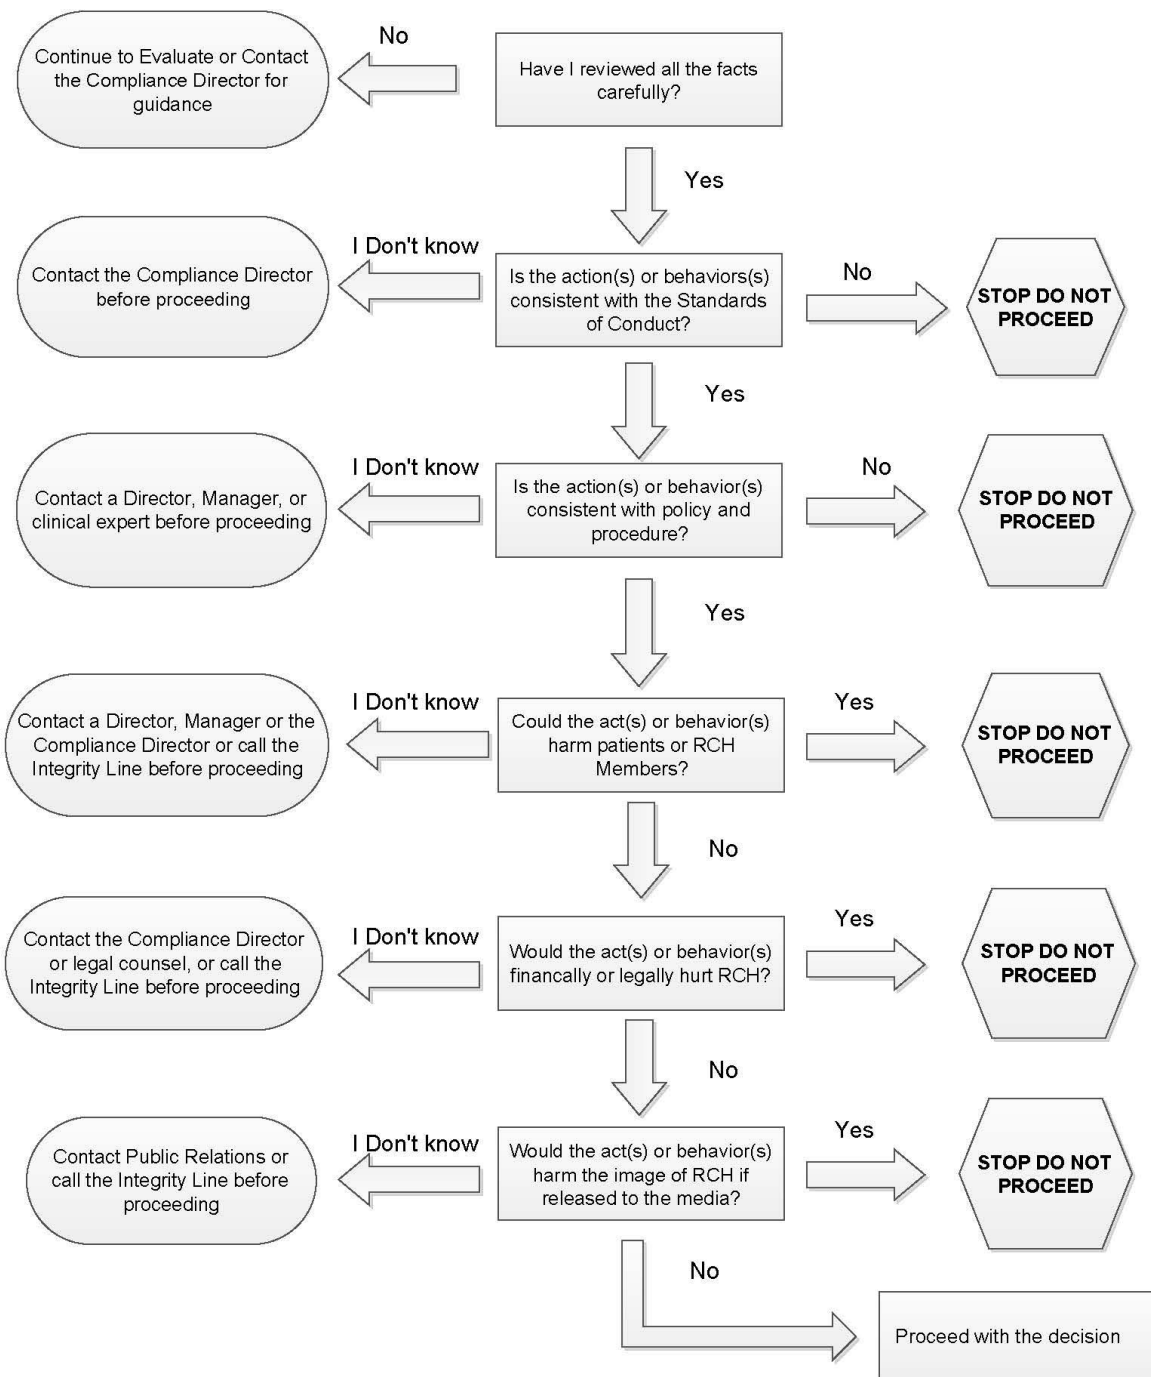 No
Continue to Evaluate or Contact
the Compliance Director for
guidance
Have I reviewed all the facts
carefully?
Yes
I Don't know
Contact the Compliance Director
before proceeding
Is the action(s) or behaviors(s)
consistent with the Standards
of Conduct?
No
STOP DO NOT
PROCEED
Yes
I Don't know
Contact a Director, Manager, or
clinical expert before proceeding
Is the action(s) or behavior(s)
consistent with policy and
procedure?
No
STOP DO NOT
PROCEED
Yes
I Don't know
Contact a Director, Manager or the
Compliance Director or call the
Integrity Line before proceeding
Could the act(s) or behavior(s)
harm patients or RCH
Members?
Yes
STOP DO NOT
PROCEED
No
I Don't know
Contact the Compliance Director
or legal counsel, or call the
Integrity Line before proceeding
Would the act(s) or behavior(s)
financally or legally hurt RCH?
Yes
STOP DO NOT
PROCEED
No
I Don't know
Contact Public Relations or
call the Integrity Line before
proceeding
Would the act(s) or behavior(s)
harm the image of RCH if
released to the media?
Yes
STOP DO NOT
PROCEED
No
Proceed with the decision